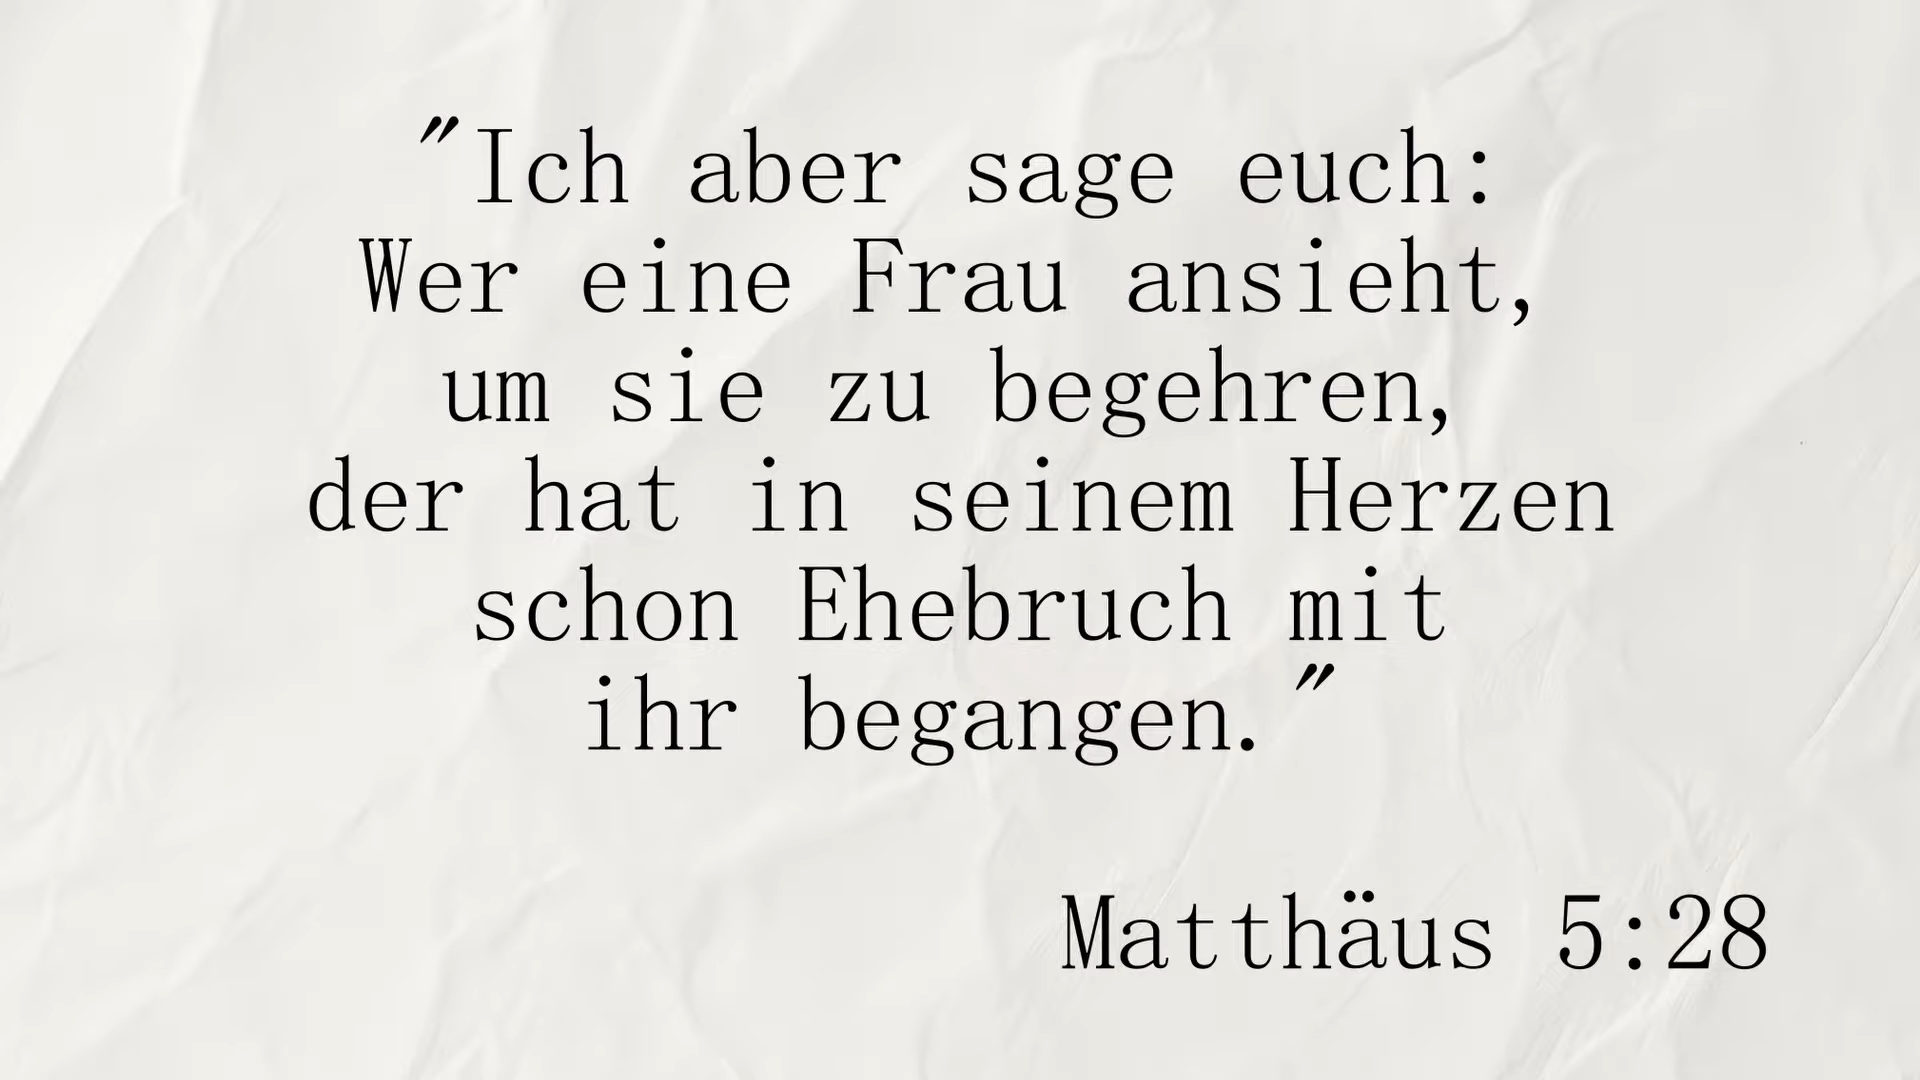 "Ich aber sage euch:
Wer eine Frau ansieht,
um sie zu begehren,
der hat in seinem Herzen
schon Ehebruch mit
ihr begangen."
Matthäus 5:28